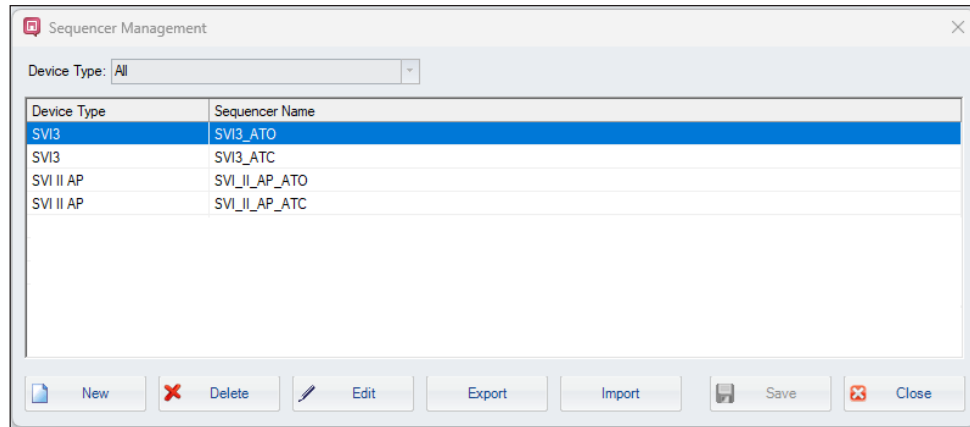 Sequencer Management
Device Type: All
Device Type Sequencer Name
SVI3 SVI3_ATO
SVI3 SVI3_ATC
SVI II AP SVI_II_AP_ATO
SVI II AP SVI_II_AP_ATC
New Delete Edit Export Import Save Close